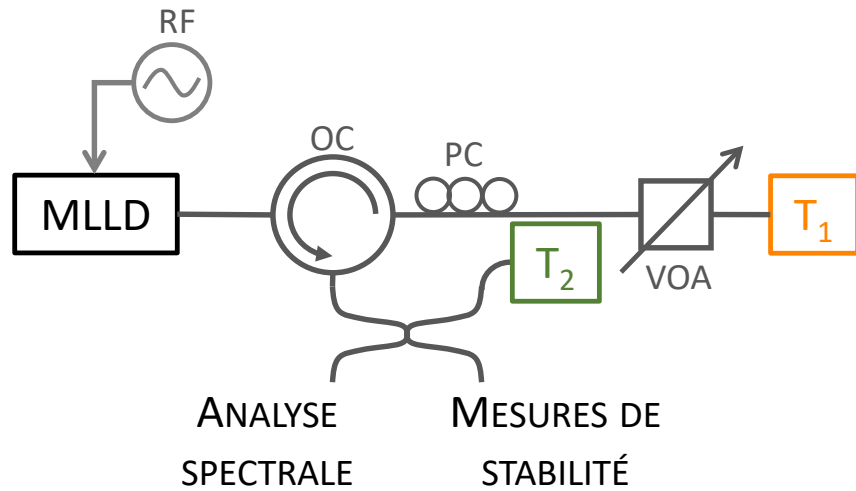 RF
OC
PC
MLLD
T₁
T₂
VOA
ANALYSE
SPECTRALE
MESURES DE
STABILITÉ